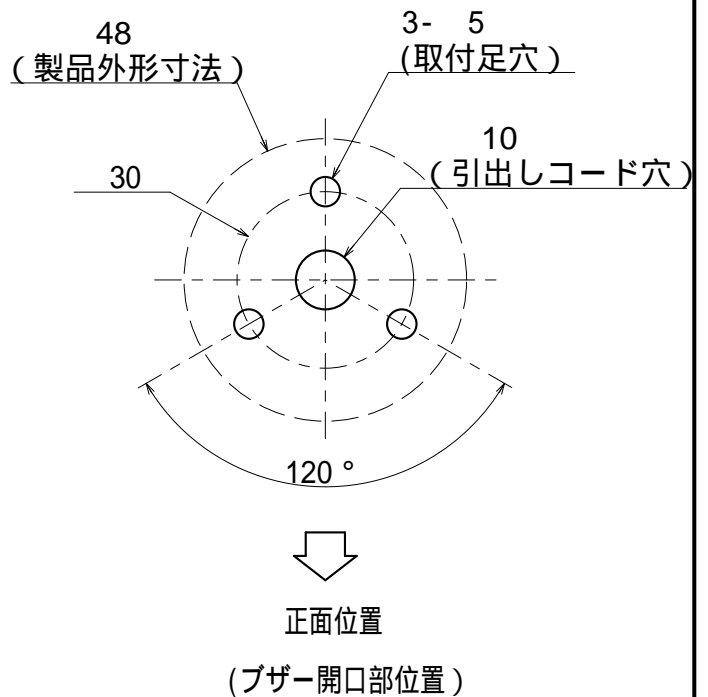 48
（製品外形寸法）
3- 5
(取付足穴）
10
（引出しコード穴）
30
120 °
正面位置
(ブザー開口部位置）